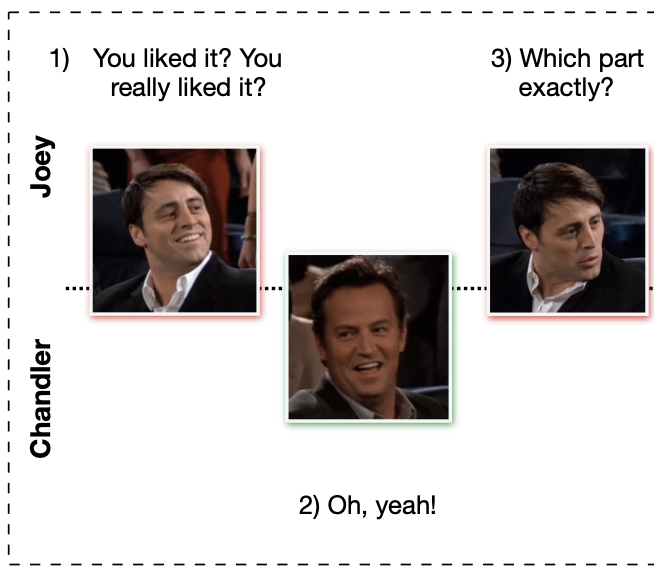 1) You liked it? You
really liked it?
3) Which part
exactly?
Joey
Chandler
2) Oh, yeah!